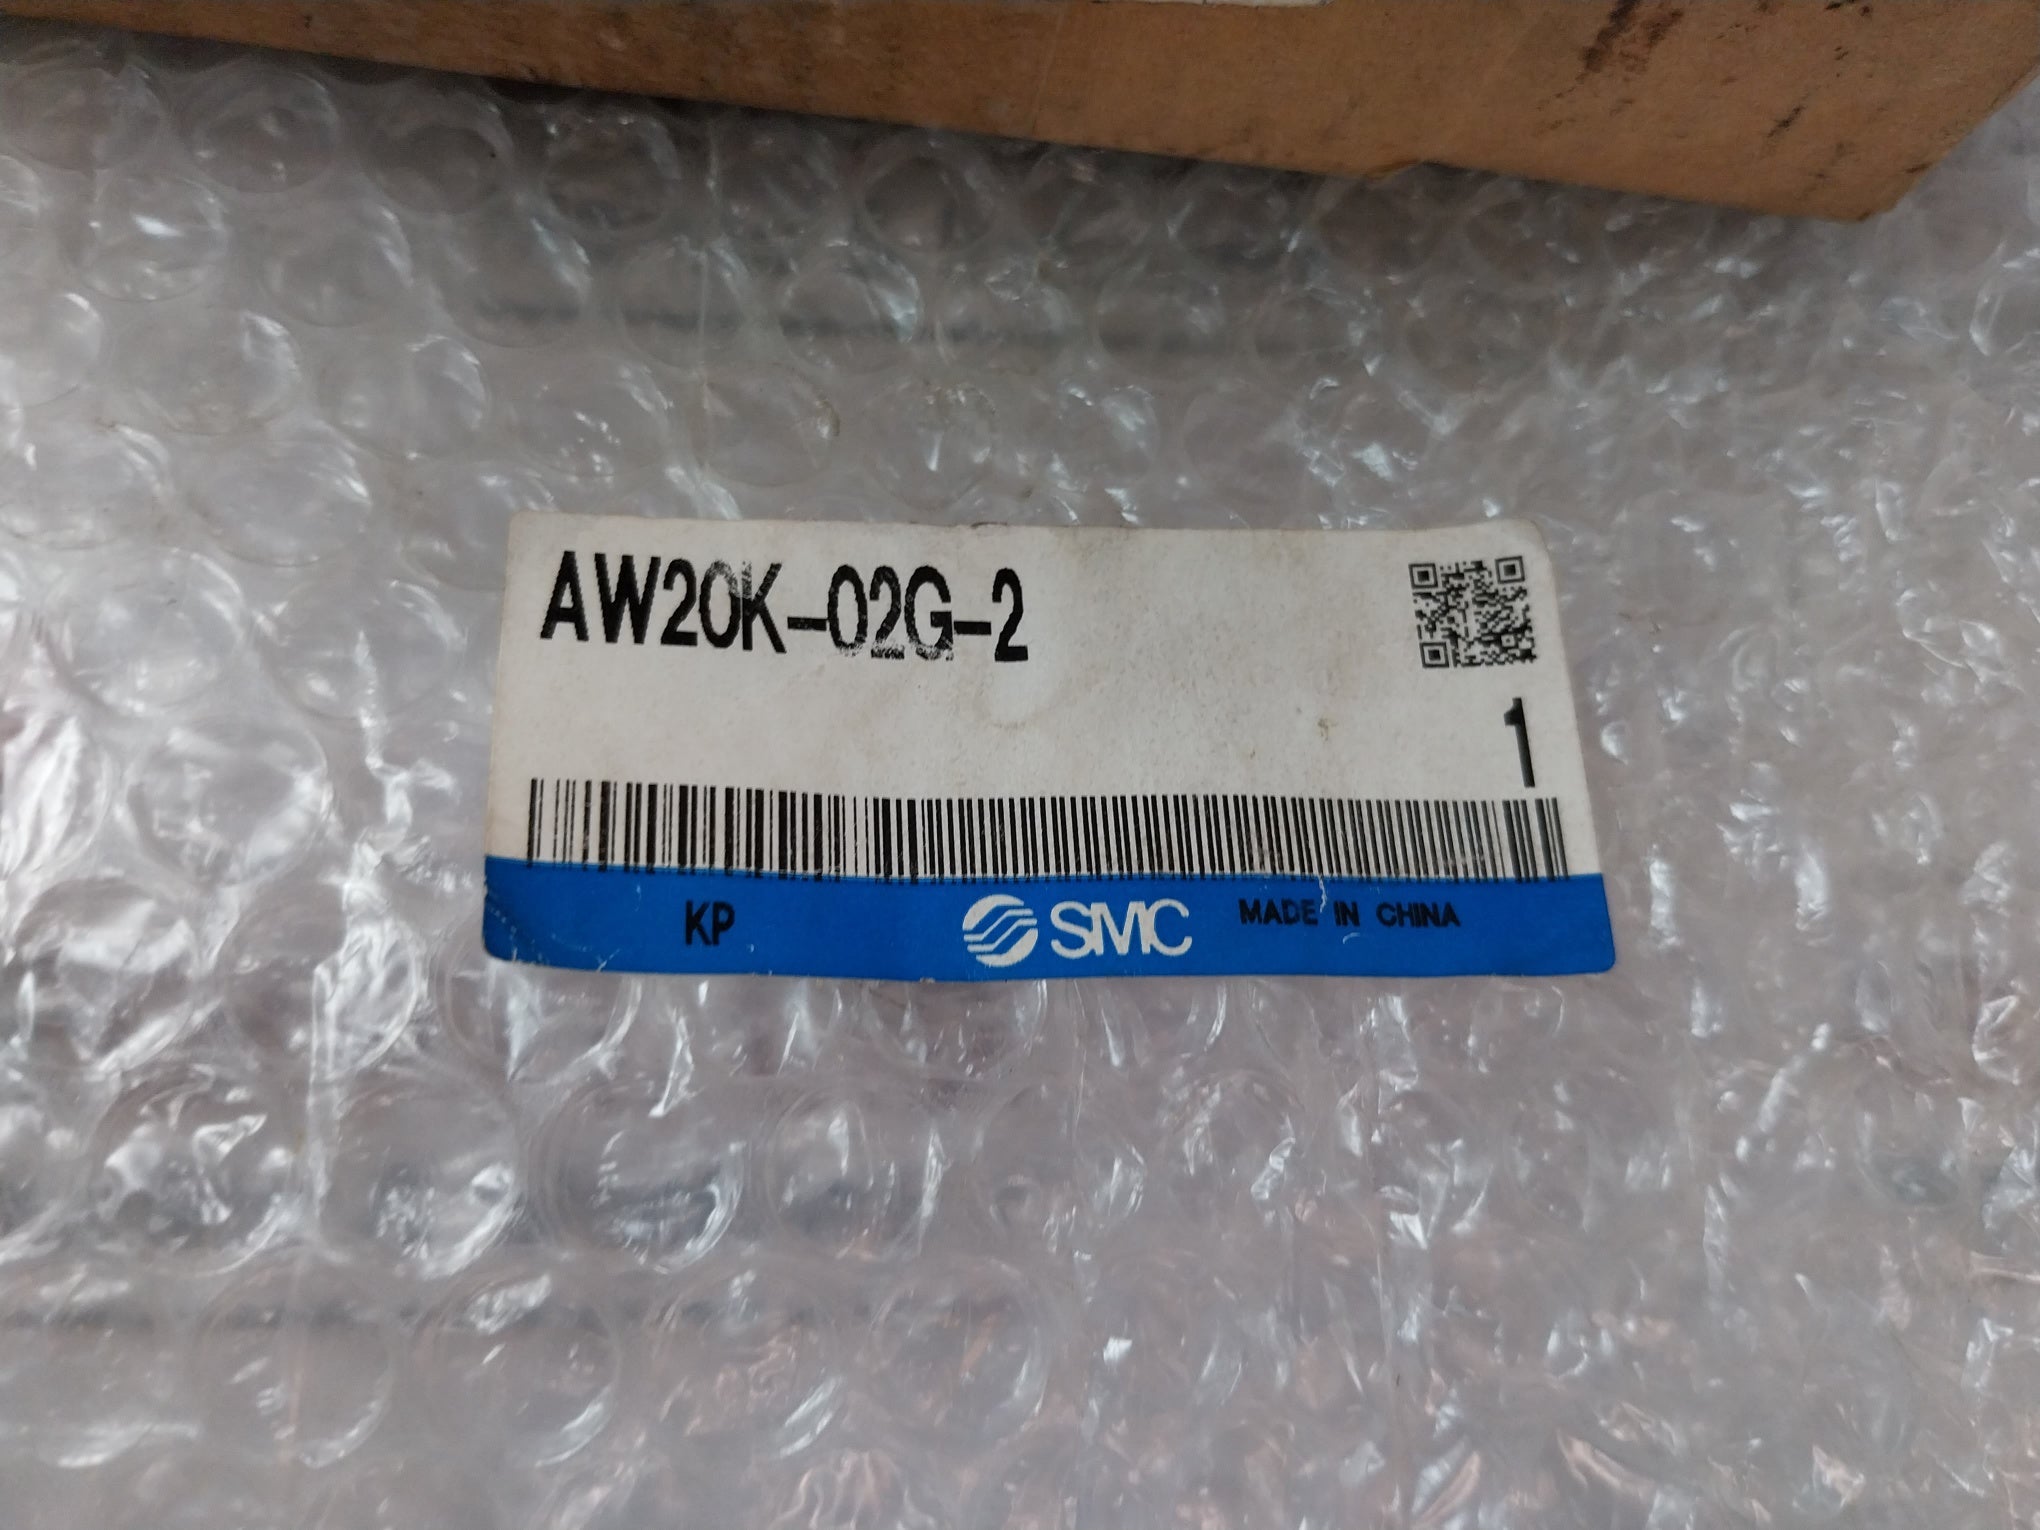 AW20K-02G-2
1
KP SMC MADE IN CHINA